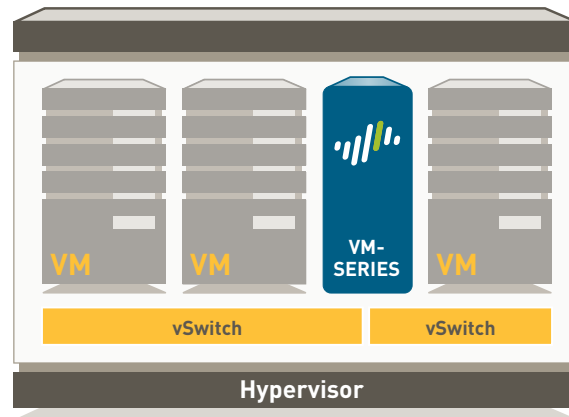 VM
VM
VM-
SERIES
VM
vSwitch
vSwitch
Hypervisor